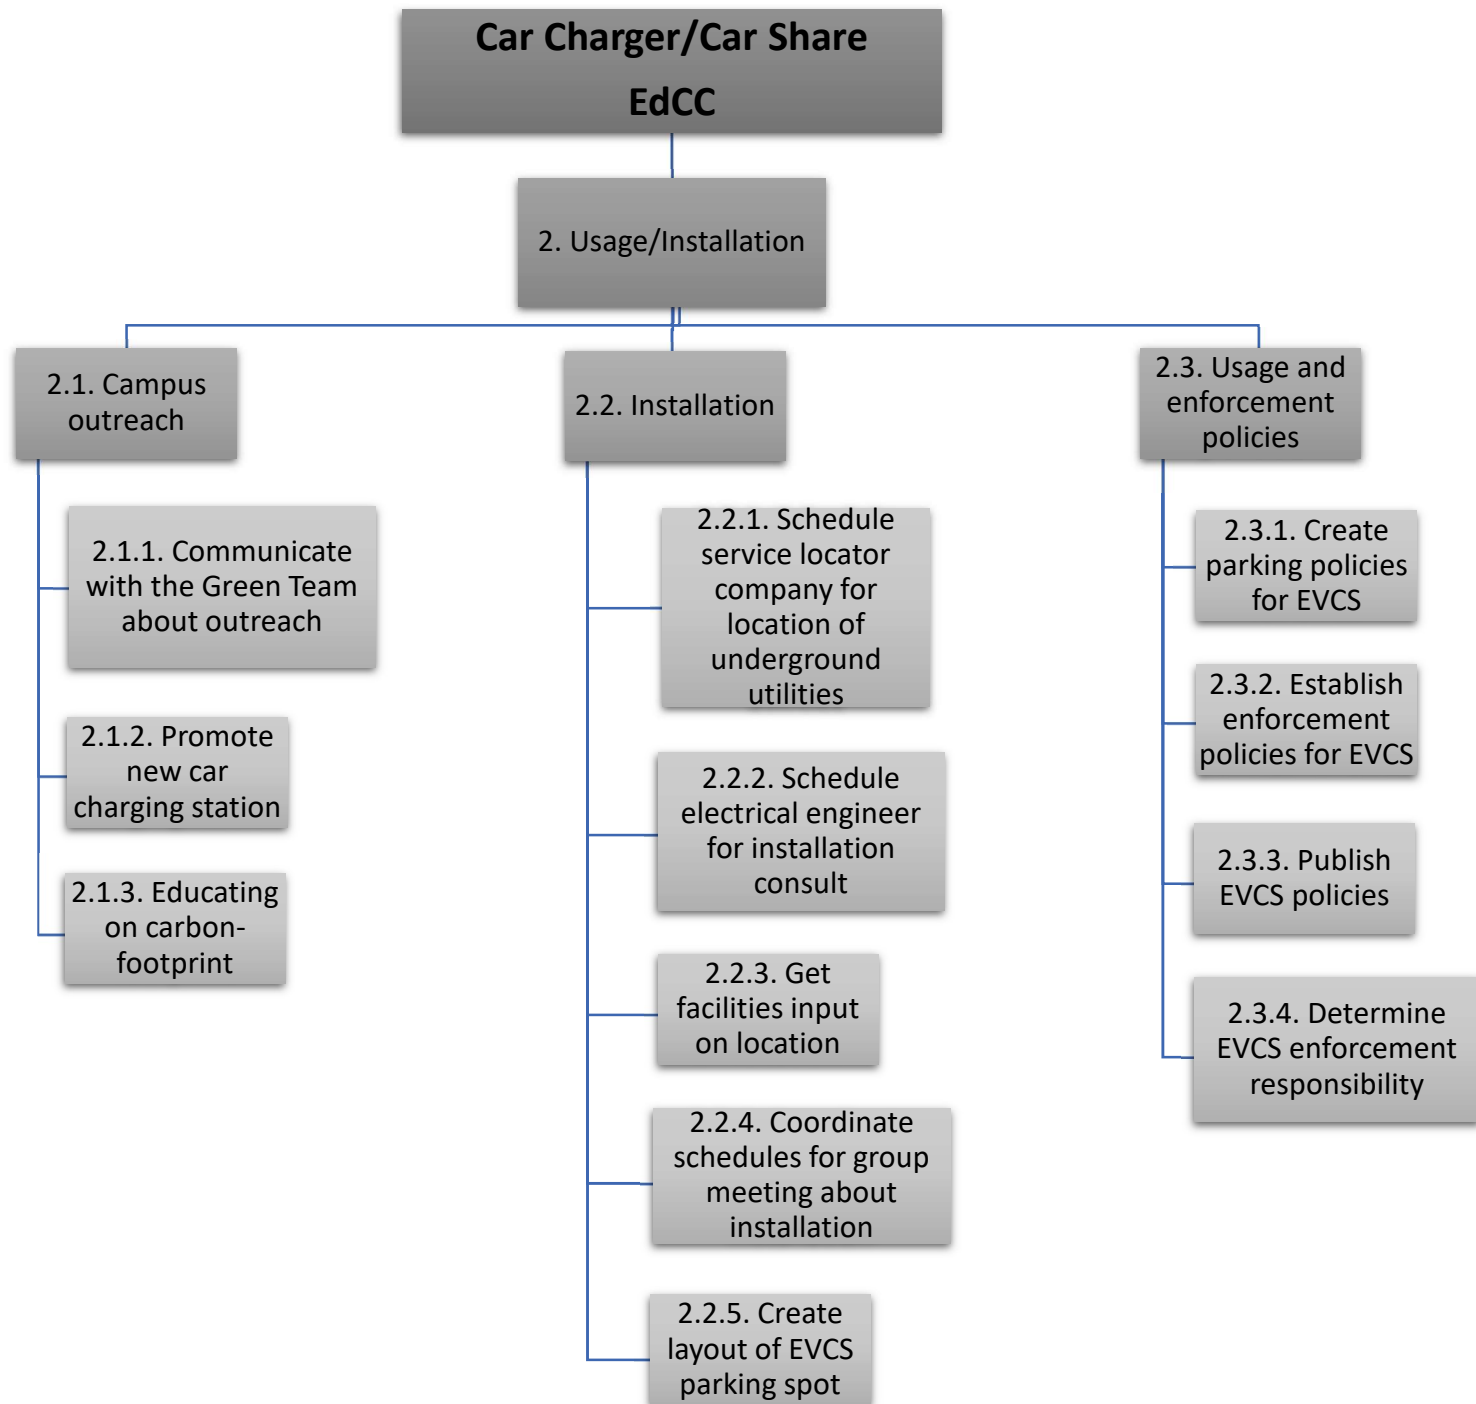 Car Charger/Car Share
EdCC
2. Usage/Installation
2.1. Campus
outreach
2.1.1. Communicate
with the Green Team
about outreach
2.1.2. Promote
new car
charging station
2.1.3. Educating
on carbon-
footprint
2.2. Installation
2.2.1. Schedule
service locator
company for
location of
underground
utilities
2.2.2. Schedule
electrical engineer
for installation
consult
2.2.3. Get
facilities input
on location
2.2.4. Coordinate
schedules for group
meeting about
installation
2.2.5. Create
layout of EVCS
parking spot
2.3. Usage and
enforcement
policies
2.3.1. Create
parking policies
for EVCS
2.3.2. Establish
enforcement
policies for EVCS
2.3.3. Publish
EVCS policies
2.3.4. Determine
EVCS enforcement
responsibility